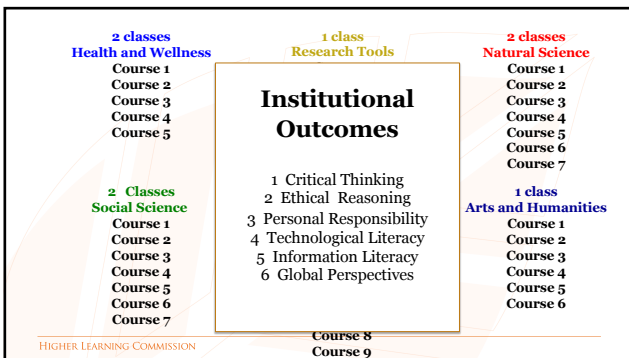 2 classes
Health and Wellness
Course 1
Course 2
Course 3
Course 4
Course 5
2 Classes
Social Science
Course 1
Course 2
Course 3
Course 4
Course 5
Course 6
Course 7
1 class
Research Tools
Institutional
Outcomes
1 Critical Thinking
2 Ethical Reasoning
3 Personal Responsibility
4 Technological Literacy
5 Information Literacy
6 Global Perspectives
Course 8
Course 9
2 classes
Natural Science
Course 1
Course 2
Course 3
Course 4
Course 5
Course 6
Course 7
1 class
Arts and Humanities
Course 1
Course 2
Course 3
Course 4
Course 5
Course 6
HIGHER LEARNING COMMISSION